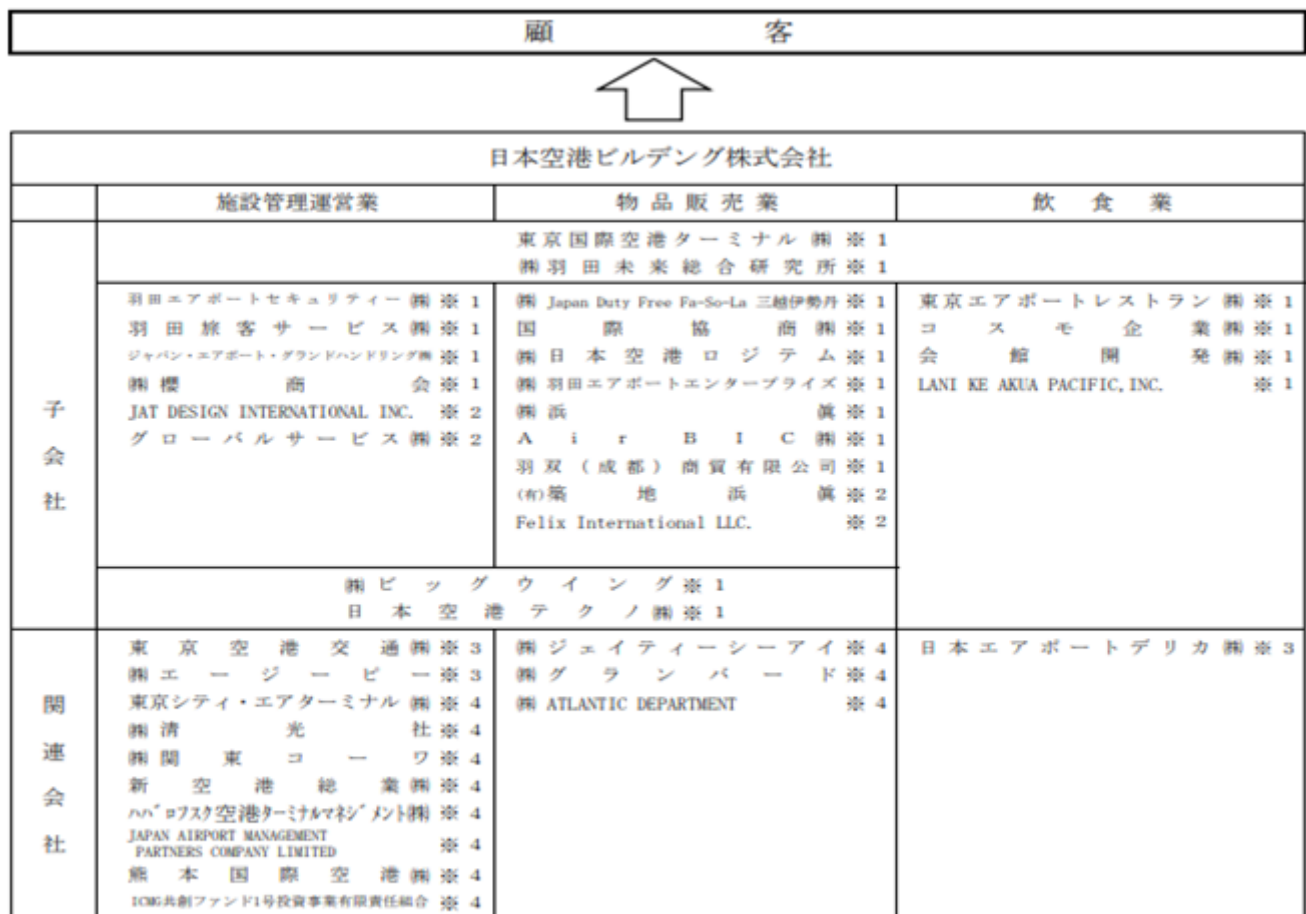 顧客
日本空港ビルデング株式会社
施設管理運営業
物品販売業
飲食業
子会社
東京国際空港ターミナル㈱※1
㈱羽田未来総合研究所※1
羽田エアポートセキュリティー㈱※1
羽田旅客サービス㈱※1
ジャパン・エアポート・グランドハンドリング㈱※1
㈱櫻商会※1
JAT DESIGN INTERNATIONAL INC. ※2
グローバルサービス㈱※2
㈱Japan Duty Free Fa-So-La 三越伊勢丹※1
国際協商㈱※1
㈱日本空港ロジテム※1
㈱羽田エアポートエンタープライズ※1
㈱浜眞※1
Air BIC㈱※1
羽双(成都)商貿有限公司※1
(有)築地浜眞※2
Felix International LLC. ※2
東京エアポートレストラン㈱※1
コスモ企業㈱※1
会館開発㈱※1
LANI KE AKUA PACIFIC, INC. ※1
㈱ビッグウイング※1
日本空港テクノ㈱※1
関連会社
東京空港交通㈱※3
㈱エージーピー※3
東京シティ・エアターミナル㈱※4
㈱清光社※4
㈱関東コーワ※4
新空港総業㈱※4
ハバロフスク空港ターミナルマネジメント㈱※4
JAPAN AIRPORT MANAGEMENT
PARTNERS COMPANY LIMITED ※4
熊本国際空港㈱※4
ICMG共創ファンド1号投資事業有限責任組合※4
㈱ジェイティーシーアイ※4
㈱グランバード※4
㈱ATLANTIC DEPARTMENT ※4
日本エアポートデリカ㈱※3